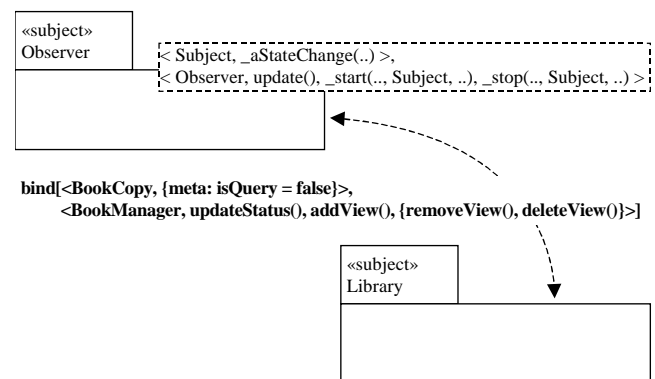 «subject»
Observer
< Subject, _aStateChange(..) >,
< Observer, update(), _start(.., Subject, ..), _stop(.., Subject, ..) >
bind[<BookCopy, {meta: isQuery = false}>,
<BookManager, updateStatus(), addView(), {removeView(), deleteView()}>]
«subject»
Library